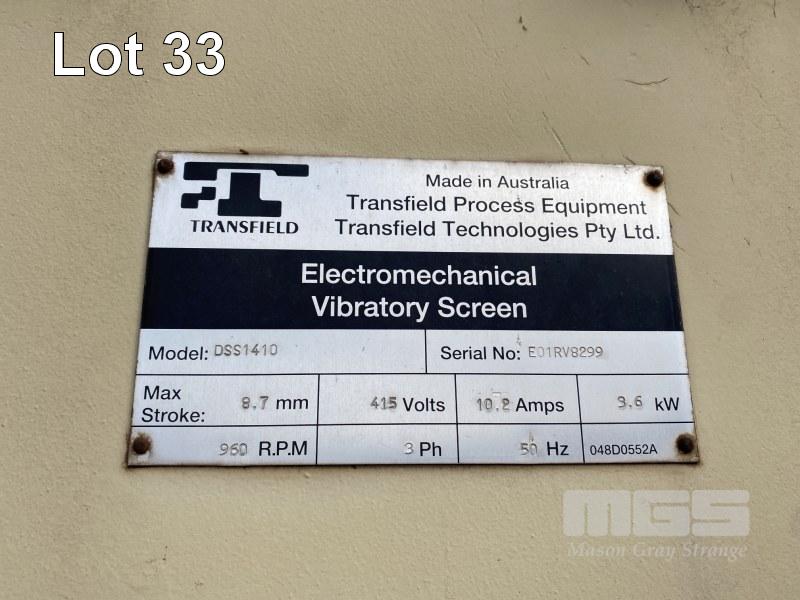 Lot 33
TRANSFIELD
Made in Australia
Transfield Process Equipment
Transfield Technologies Pty Ltd.
Electromechanical
Vibratory Screen
Model: DSS1410
Serial No: E01RV8299
Max Stroke: 8.7 mm
415 Volts
10.2 Amps
3.6 kW
960 R.P.M
3 Ph
50 Hz
048D0552A
MGS
Mason Gray Strange